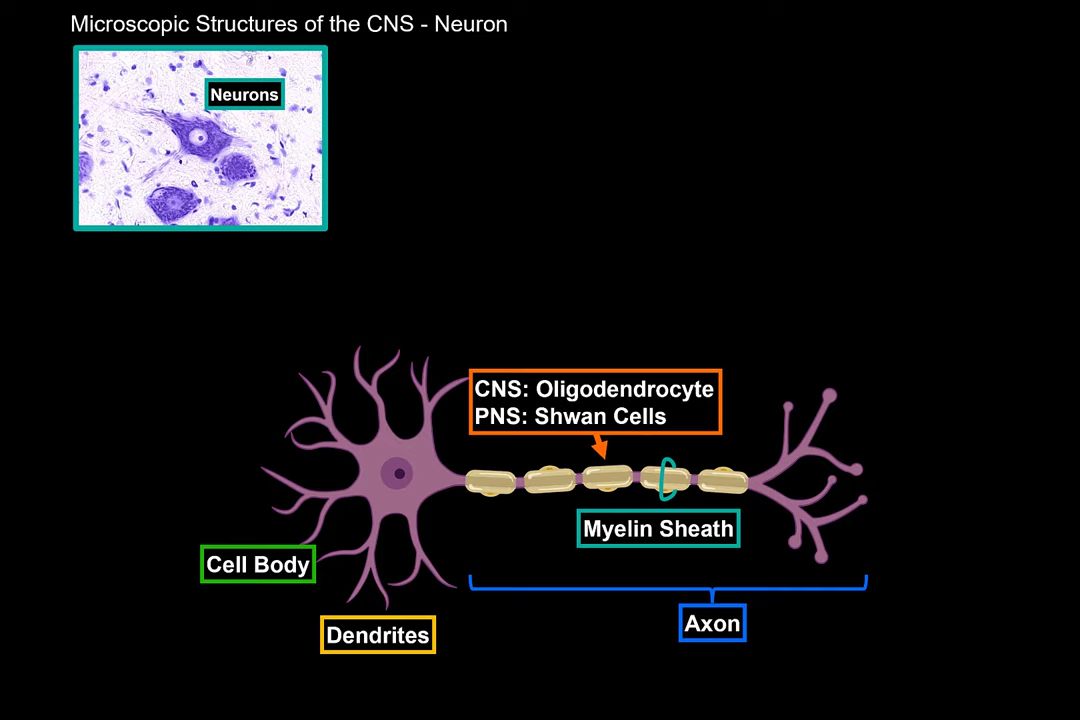 Microscopic Structures of the CNS - Neuron
Neurons
CNS: Oligodendrocyte
PNS: Shwan Cells
Myelin Sheath
Cell Body
Axon
Dendrites